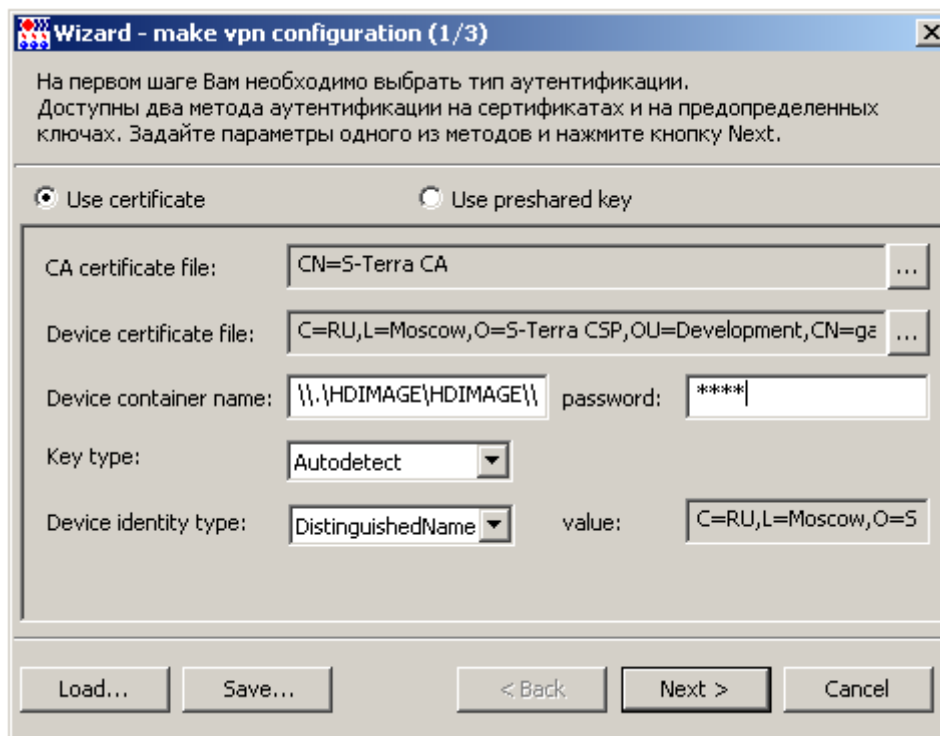 Wizard - make vpn configuration (1/3)
На первом шаге Вам необходимо выбрать тип аутентификации.
Доступны два метода аутентификации на сертификатах и на предопределенных
ключах. Задайте параметры одного из методов и нажмите кнопку Next.
Use certificate Use preshared key
CA certificate file: CN=S-Terra CA ...
Device certificate file: C=RU,L=Moscow,O=S-Terra CSP,OU=Development,CN=ga ...
Device container name: \\.\HDIMAGE\HDIMAGE\\ password: ****
Key type: Autodetect
Device identity type: DistinguishedName value: C=RU,L=Moscow,O=S
Load... Save... < Back Next > Cancel